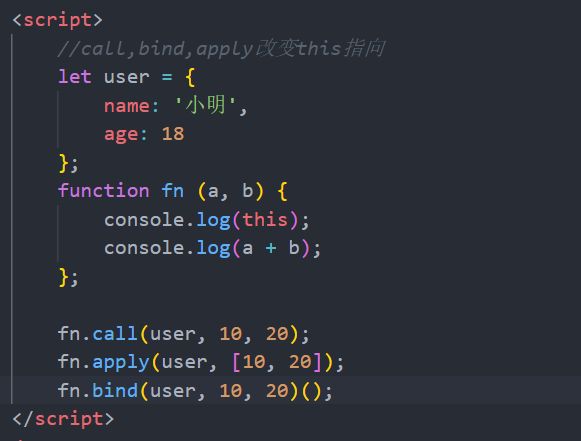 <script>
//call,bind,apply改变this指向
let user = {
name: '小明',
age: 18
};
function fn (a, b) {
console.log(this);
console.log(a + b);
};
fn.call(user, 10, 20);
fn.apply(user, [10, 20]);
fn.bind(user, 10, 20)();
</script>